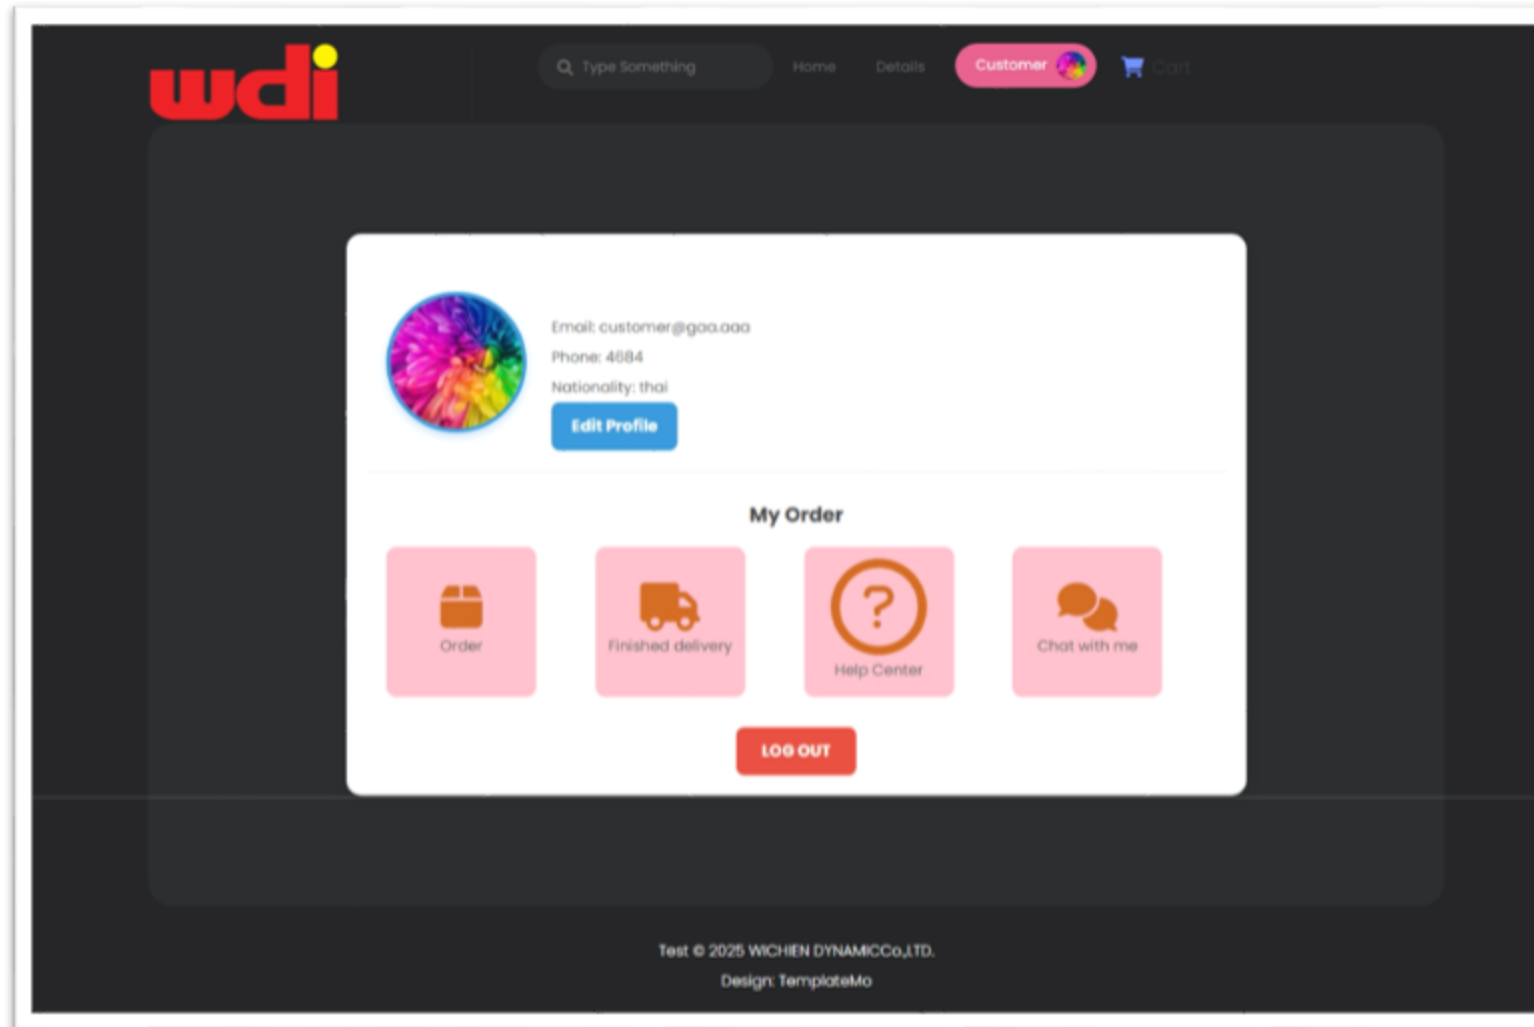 wdi
Type Something
Home
Details
Customer
Cart
Email: customer@gaa.aaa
Phone: 4684
Nationality: thai
Edit Profile
My Order
Order
Finished delivery
?
Help Center
Chat with me
LOG OUT
Test © 2025 WICHIEN DYNAMICCo.,LTD.
Design: TemplateMo